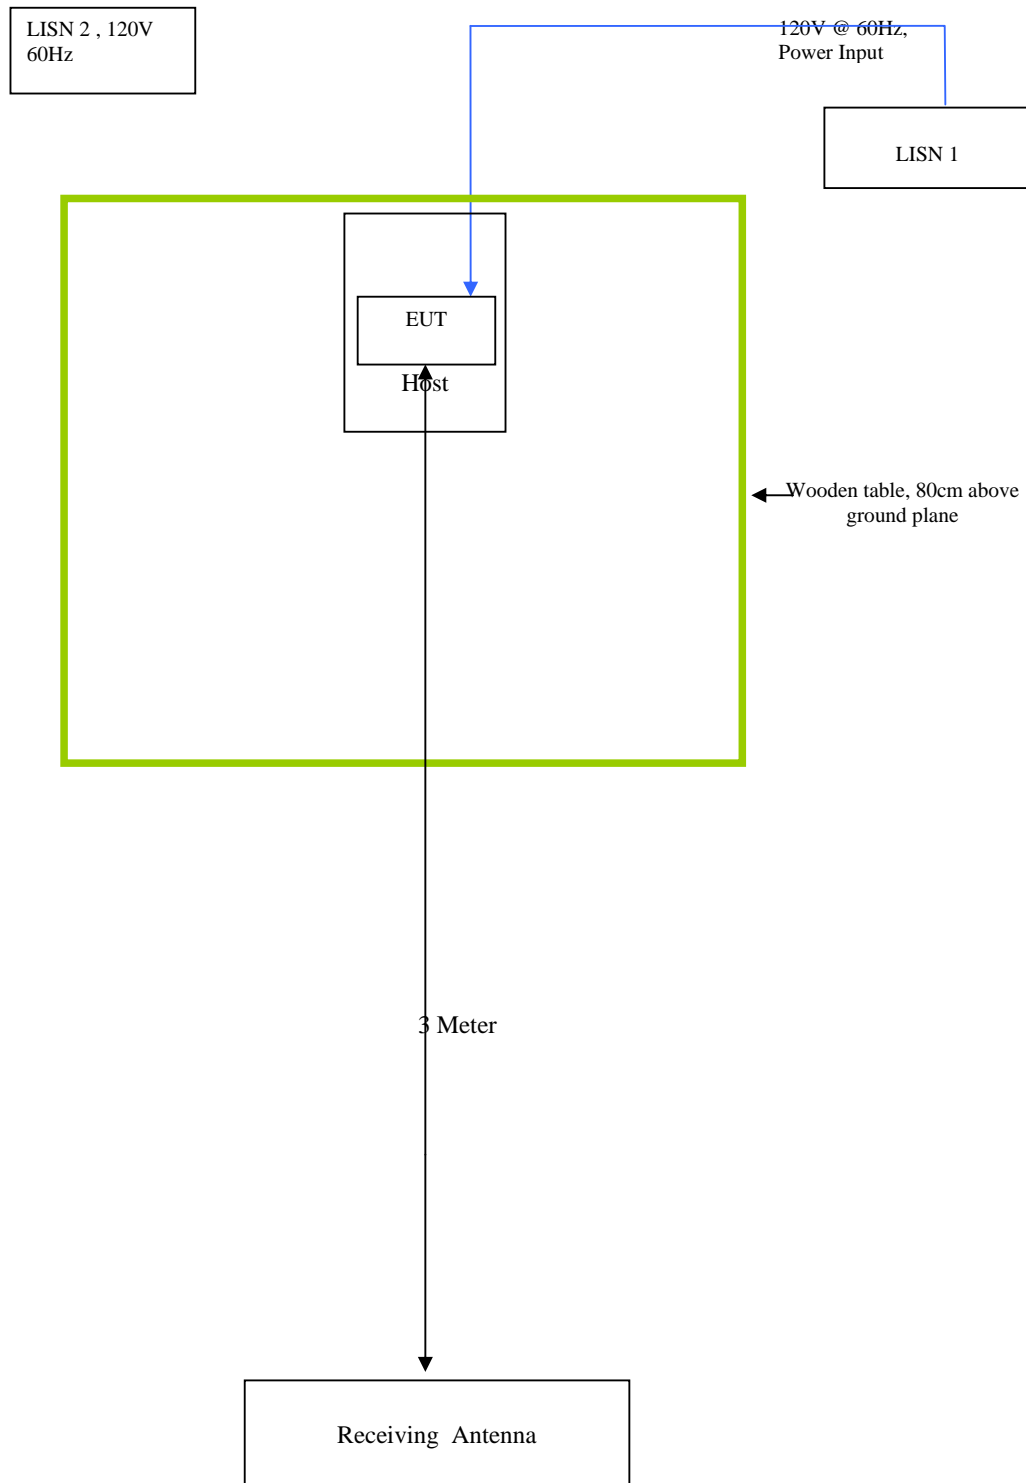 LISN 2 , 120V
60Hz
120V @ 60Hz,
Power Input
LISN 1
EUT
Host
Wooden table, 80cm above
ground plane
3 Meter
Receiving Antenna